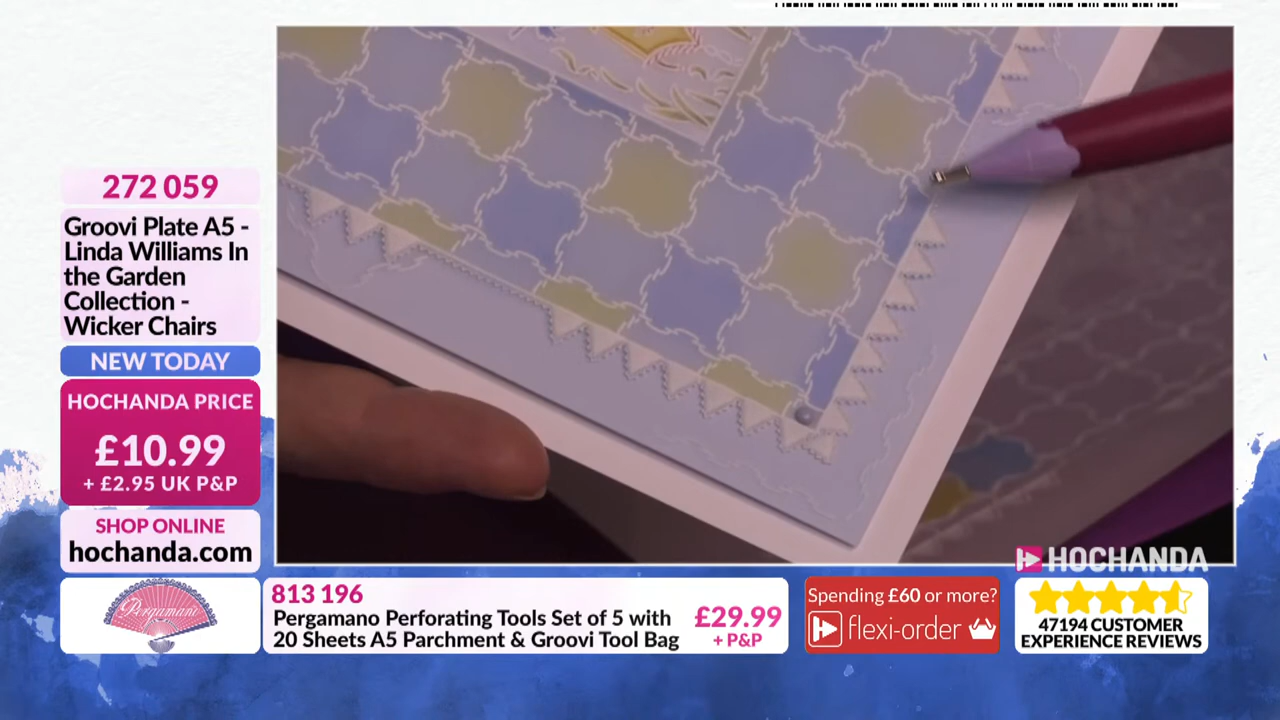 272 059
Groovi Plate A5 -
Linda Williams In
the Garden
Collection -
Wicker Chairs
NEW TODAY
HOCHANDA PRICE
£10.99
+ £2.95 UK P&P
SHOP ONLINE
hochanda.com
HOCHANDA
Pergamano
813 196
Pergamano Perforating Tools Set of 5 with
20 Sheets A5 Parchment & Groovi Tool Bag
£29.99
+ P&P
Spending £60 or more?
flexi-order
47194 CUSTOMER
EXPERIENCE REVIEWS